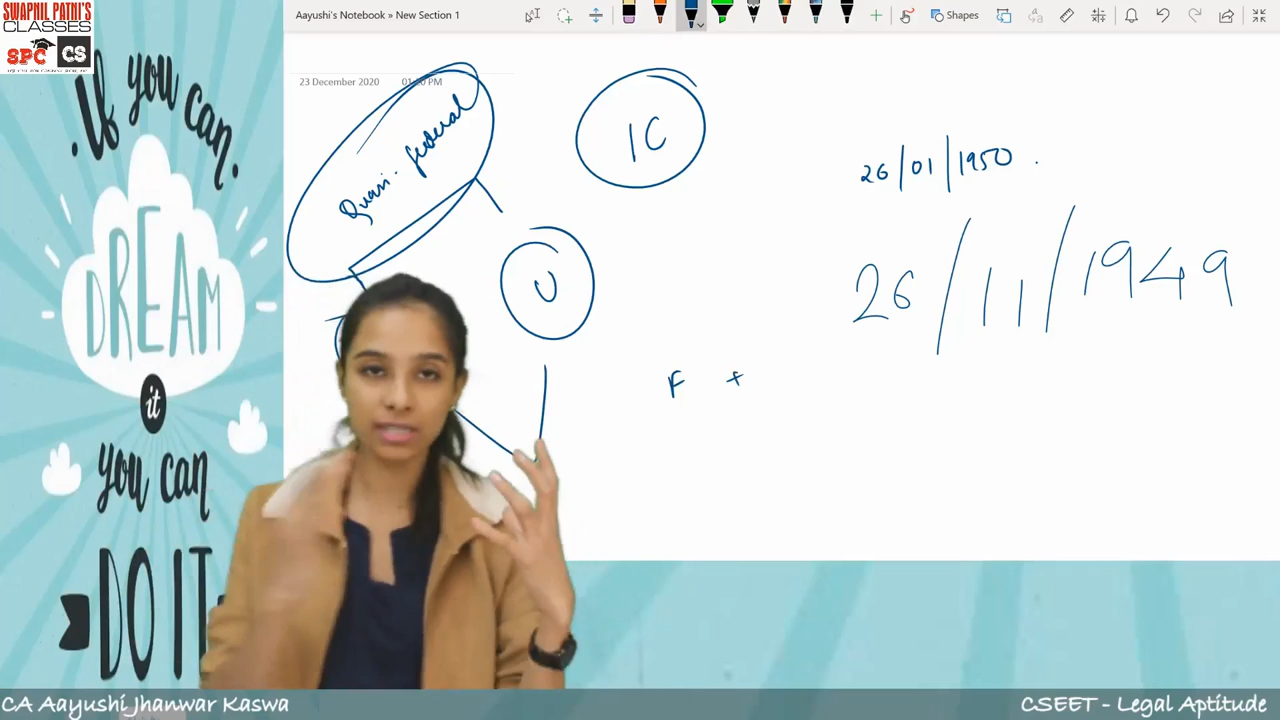 SWAPNIL PATNI'S
CLASSES
SPC CS
If you can
DREAM
it
you can
DO IT
Aayushi's Notebook » New Section 1
Shapes
23 December 2020
Quasi-federal
IC
26/01/1950.
26/11/1949
U
F +
CA Aayushi Jhanwar Kaswa
CSEET - Legal Aptitude